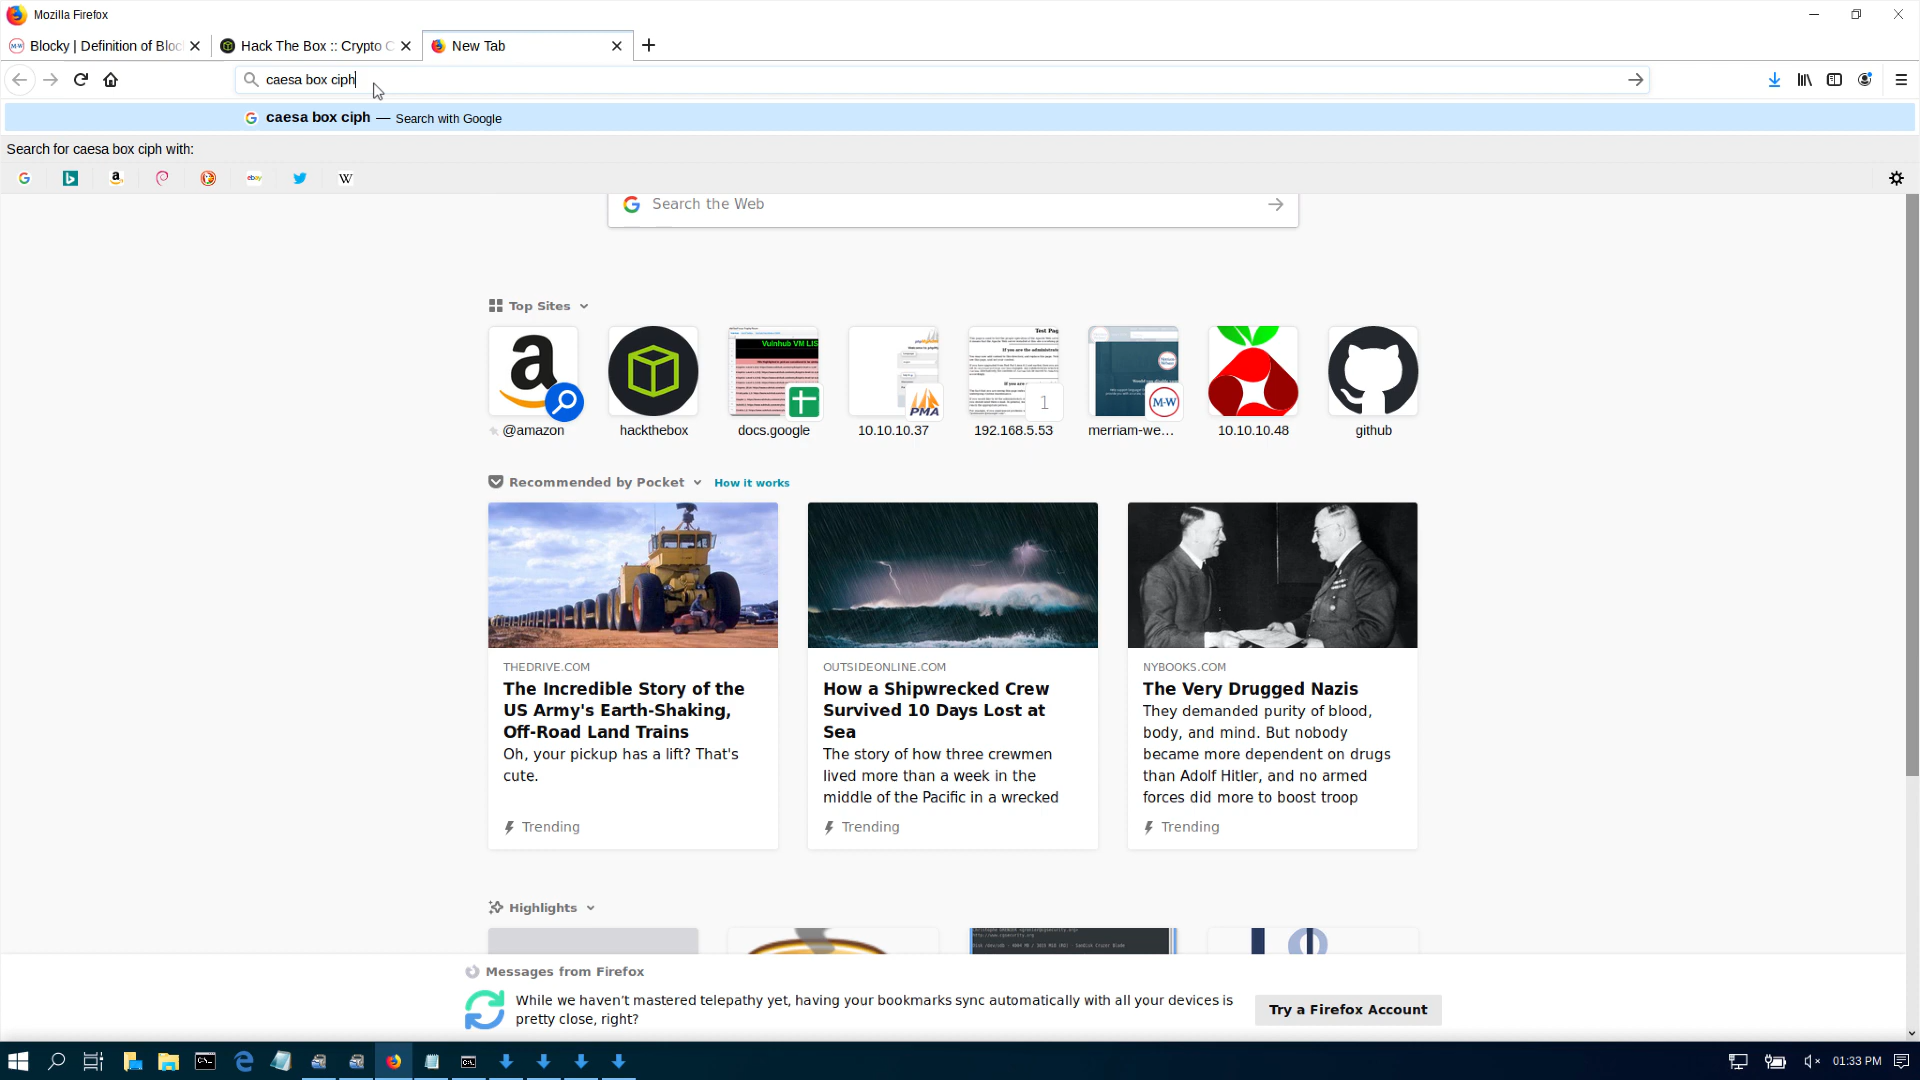 Mozilla Firefox
Blocky | Definition of Bloc
Hack The Box :: Crypto C
New Tab
caesa box ciph
caesa box ciph — Search with Google
Search for caesa box ciph with:
Search the Web
Top Sites
Vulnhub VM LIS
Test Pag
PMA
1
M-W
@amazon
hackthebox
docs.google
10.10.10.37
192.168.5.53
merriam-we...
10.10.10.48
github
Recommended by Pocket
How it works
THEDRIVE.COM
The Incredible Story of the
US Army's Earth-Shaking,
Off-Road Land Trains
Oh, your pickup has a lift? That's
cute.
Trending
OUTSIDEONLINE.COM
How a Shipwrecked Crew
Survived 10 Days Lost at
Sea
The story of how three crewmen
lived more than a week in the
middle of the Pacific in a wrecked
Trending
NYBOOKS.COM
The Very Drugged Nazis
They demanded purity of blood,
body, and mind. But nobody
became more dependent on drugs
than Adolf Hitler, and no armed
forces did more to boost troop
Trending
Highlights
Messages from Firefox
While we haven't mastered telepathy yet, having your bookmarks sync automatically with all your devices is
pretty close, right?
Try a Firefox Account
01:33 PM